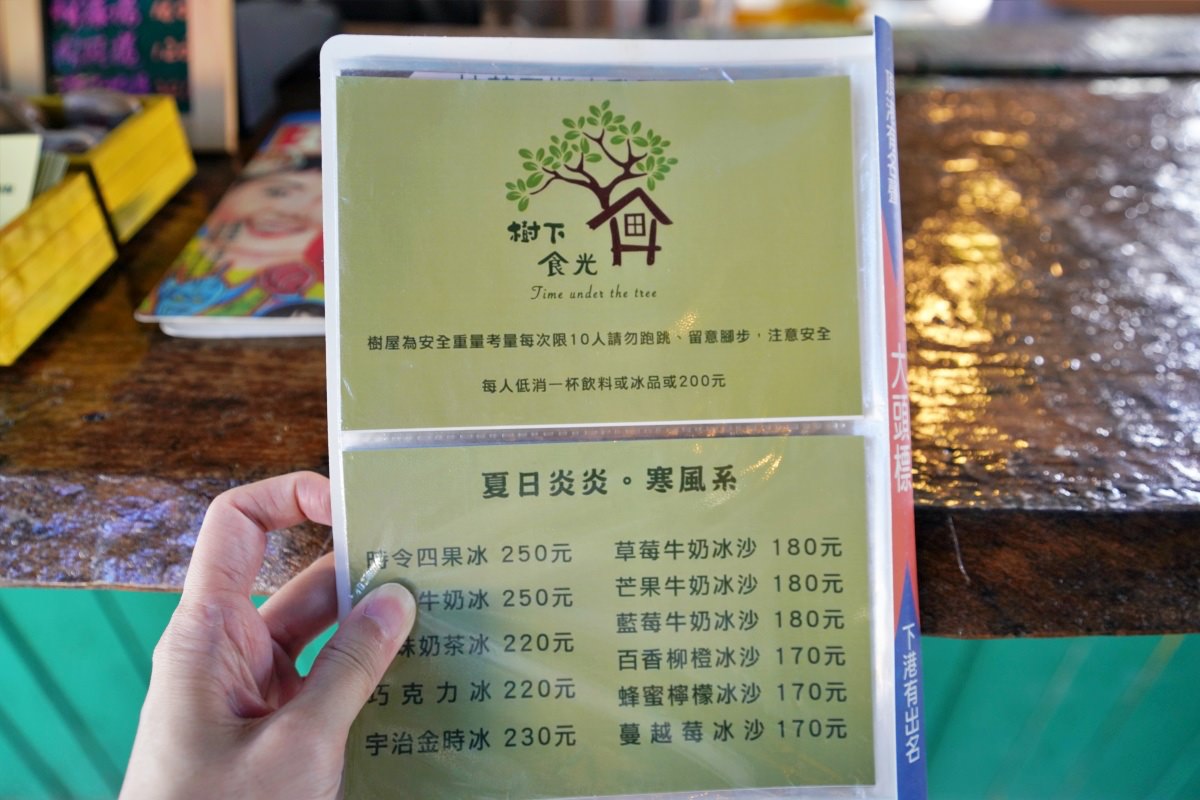 樹下
食光
Time under the tree
樹屋為安全重量考量每次限10人請勿跑跳、留意腳步，注意安全
每人低消一杯飲料或冰品或200元
夏日炎炎。寒風系
時令四果冰 250元
牛奶冰 250元
奶茶冰 220元
巧克力冰 220元
宇治金時冰 230元
草莓牛奶冰沙 180元
芒果牛奶冰沙 180元
藍莓牛奶冰沙 180元
百香柳橙冰沙 170元
蜂蜜檸檬冰沙 170元
蔓越莓冰沙 170元
大頭標
下港有出名